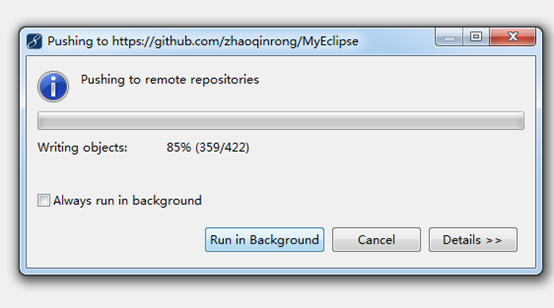 Pushing to https://github.com/zhaoqinrong/MyEclipse
Pushing to remote repositories
Writing objects: 85% (359/422)
Always run in background
Run in Background Cancel Details >>